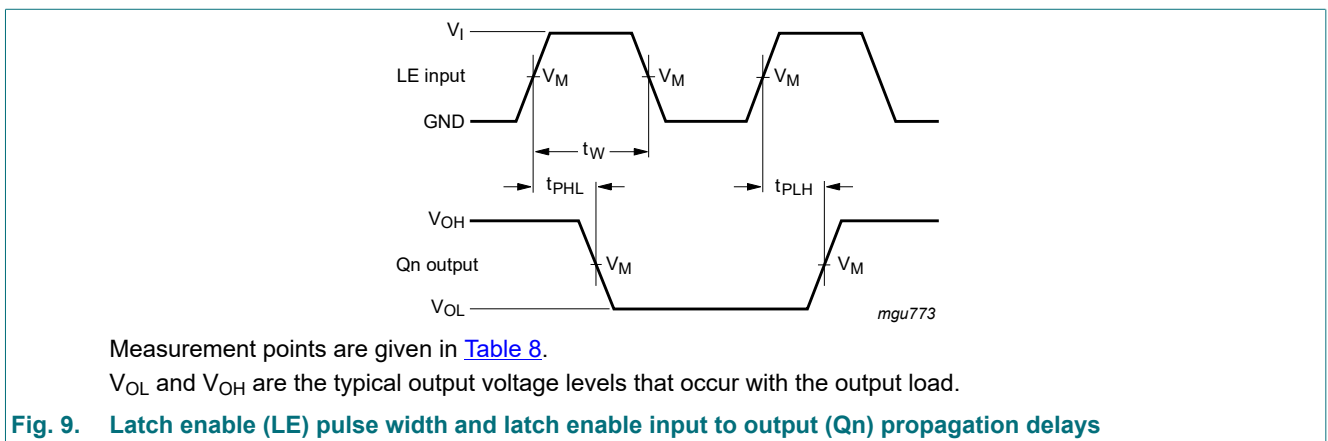 VI
LE input
VM
VM
VM
GND
tW
tPHL
tPLH
VOH
Qn output
VM
VM
VOL
mgu773
Measurement points are given in Table 8.
VOL and VOH are the typical output voltage levels that occur with the output load.
Fig. 9. Latch enable (LE) pulse width and latch enable input to output (Qn) propagation delays